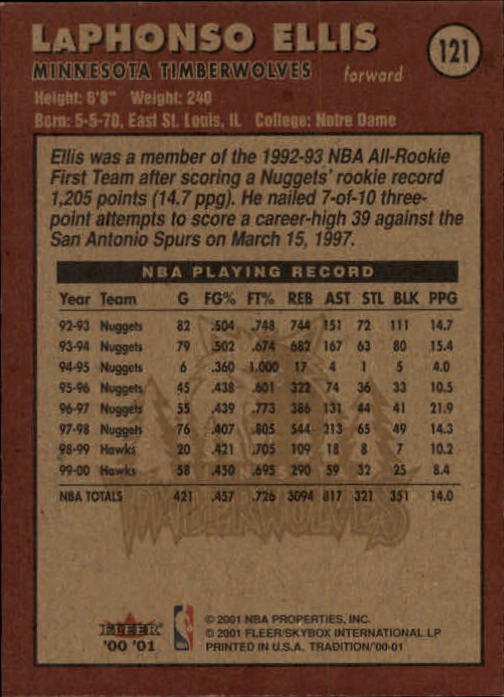 LAPHONSO ELLIS
121
MINNESOTA TIMBERWOLVES forward
Height: 6'8" Weight: 240
Born: 5-5-70, East St. Louis, IL College: Notre Dame
Ellis was a member of the 1992-93 NBA All-Rookie
First Team after scoring a Nuggets' rookie record
1,205 points (14.7 ppg). He nailed 7-of-10 three-
point attempts to score a career-high 39 against the
San Antonio Spurs on March 15, 1997.
NBA PLAYING RECORD
Year Team G FG% FT% REB AST STL BLK PPG
92-93 Nuggets 82 .504 .748 744 151 72 111 14.7
93-94 Nuggets 79 .502 .674 682 167 63 80 15.4
94-95 Nuggets 6 .360 1.000 17 4 1 5 4.0
95-96 Nuggets 45 .438 .601 322 74 36 33 10.5
96-97 Nuggets 55 .439 .773 386 131 44 41 21.9
97-98 Nuggets 76 .407 .805 544 213 65 49 14.3
98-99 Hawks 20 .421 .705 109 18 8 7 10.2
99-00 Hawks 58 .450 .695 290 59 32 25 8.4
NBA TOTALS 421 .457 .726 3094 817 321 351 14.0
TIMBERWOLVES
FLEER
'00 '01
© 2001 NBA PROPERTIES, INC.
© 2001 FLEER/SKYBOX INTERNATIONAL LP
PRINTED IN U.S.A. TRADITION/'00-01